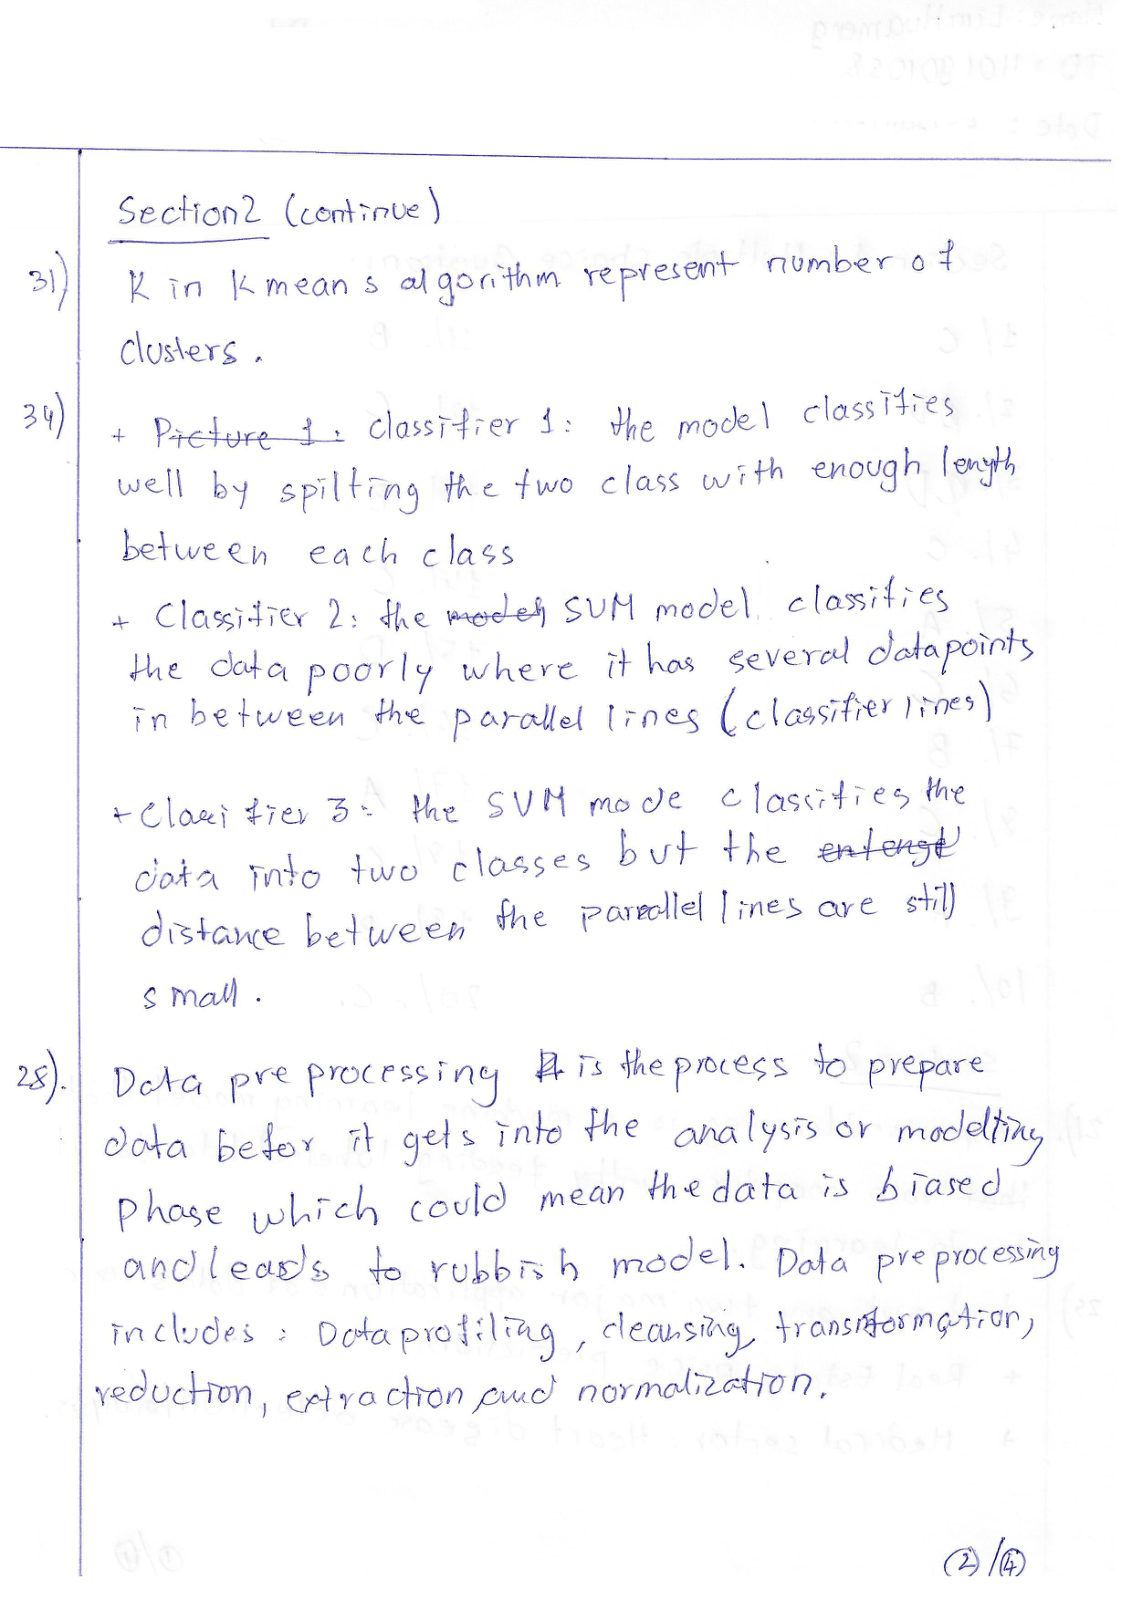 Section2 (continue)
31) K in K means algorithm represent number of
clusters.
34) + Picture 1: classifier 1: the model classifies
well by spilting the two class with enough length
between each class
+ Classifier 2: the model SVM model classifies
the data poorly where it has several datapoints
in between the parallel lines (classifier lines)
+ Classifier 3: the SVM mode classifies the
data into two classes but the
distance between the parallel lines are still
small.
28). Data preprocessing is the process to prepare
data befor it gets into the analysis or modelting
phase which could mean the data is biased
and leads to rubbish model. Data preprocessing
includes: Data profiling, cleansing, transformation,
reduction, extraction and normalization.
2/4